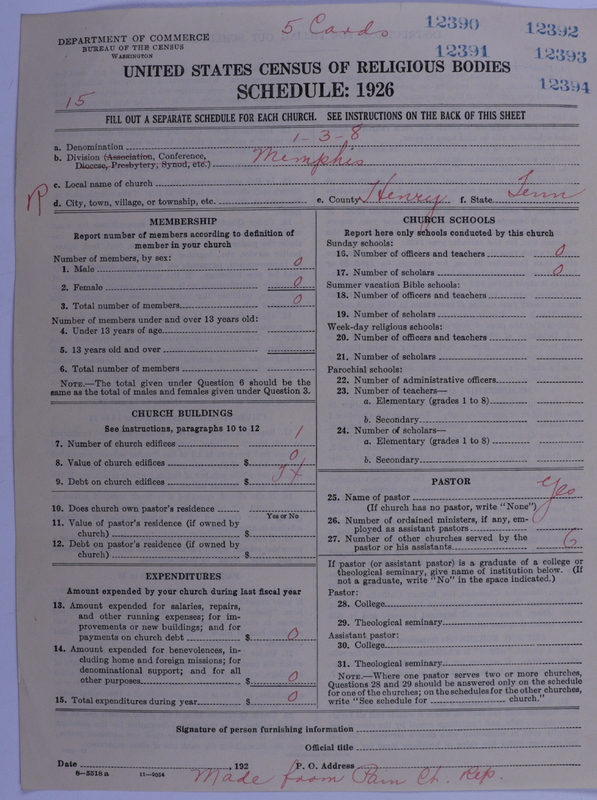 5 Cards
12390
12392
12391
12393
12394
DEPARTMENT OF COMMERCE
BUREAU OF THE CENSUS
WASHINGTON
UNITED STATES CENSUS OF RELIGIOUS BODIES
SCHEDULE: 1926
15
FILL OUT A SEPARATE SCHEDULE FOR EACH CHURCH. SEE INSTRUCTIONS ON THE BACK OF THIS SHEET
a. Denomination 1-3-8
b. Division (Association, Conference, Diocese, Presbytery, Synod, etc.) Memphis
c. Local name of church
d. City, town, village, or township, etc. e. County Henry f. State Tenn
MEMBERSHIP
Report number of members according to definition of
member in your church
Number of members, by sex:
1. Male 0
2. Female 0
3. Total number of members 0
Number of members under and over 13 years old:
4. Under 13 years of age
5. 13 years old and over
6. Total number of members
NOTE.—The total given under Question 6 should be the
same as the total of males and females given under Question 3.
CHURCH BUILDINGS
See instructions, paragraphs 10 to 12
7. Number of church edifices 1
8. Value of church edifices $ 0
9. Debt on church edifices $
10. Does church own pastor's residence
Yes or No
11. Value of pastor's residence (if owned by
church) $
12. Debt on pastor's residence (if owned by
church) $
EXPENDITURES
Amount expended by your church during last fiscal year
13. Amount expended for salaries, repairs,
and other running expenses; for im-
provements or new buildings; and for
payments on church debt $ 0
14. Amount expended for benevolences, in-
cluding home and foreign missions; for
denominational support; and for all
other purposes $ 0
15. Total expenditures during year $ 0
CHURCH SCHOOLS
Report here only schools conducted by this church
Sunday schools:
16. Number of officers and teachers 0
17. Number of scholars 0
Summer vacation Bible schools:
18. Number of officers and teachers
19. Number of scholars
Week-day religious schools:
20. Number of officers and teachers
21. Number of scholars
Parochial schools:
22. Number of administrative officers
23. Number of teachers—
a. Elementary (grades 1 to 8)
b. Secondary
24. Number of scholars—
a. Elementary (grades 1 to 8)
b. Secondary
PASTOR
25. Name of pastor yes
(If church has no pastor, write "None")
26. Number of ordained ministers, if any, em-
ployed as assistant pastors
27. Number of other churches served by the
pastor or his assistants 6
If pastor (or assistant pastor) is a graduate of a college or
theological seminary, give name of institution below. (If
not a graduate, write "No" in the space indicated.)
Pastor:
28. College
29. Theological seminary
Assistant pastor:
30. College
31. Theological seminary
NOTE.—Where one pastor serves two or more churches,
Questions 28 and 29 should be answered only on the schedule
for one of the churches; on the schedules for the other churches,
write "See schedule for church."
Signature of person furnishing information
Official title
Date , 192 P. O. Address
8—5318 a 11—9054
Made from Ch. Rep.